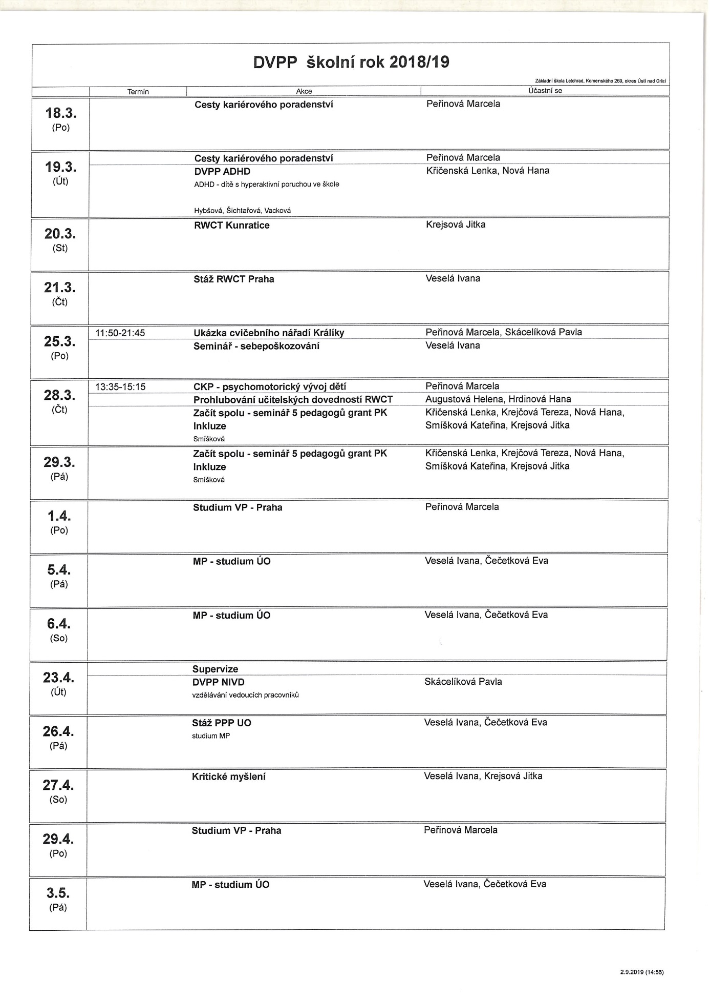 DVPP školní rok 2018/19
Základní škola Letohrad, Komenského 269, okres Ústí nad Orlicí
Termín Akce Účastní se
18.3. (Po) Cesty kariérového poradenství Peřinová Marcela
19.3. (Út) Cesty kariérového poradenství Peřinová Marcela
DVPP ADHD Křičenská Lenka, Nová Hana
ADHD - dítě s hyperaktivní poruchou ve škole
Hybšová, Šichtařová, Vacková
20.3. (St) RWCT Kunratice Krejsová Jitka
21.3. (Čt) Stáž RWCT Praha Veselá Ivana
25.3. (Po) 11:50-21:45 Ukázka cvičebního nářadí Králíky Peřinová Marcela, Skácelíková Pavla
Seminář - sebepoškozování Veselá Ivana
28.3. (Čt) 13:35-15:15 CKP - psychomotorický vývoj dětí Peřinová Marcela
Prohlubování učitelských dovedností RWCT Augustová Helena, Hrdinová Hana
Začít spolu - seminář 5 pedagogů grant PK Křičenská Lenka, Krejčová Tereza, Nová Hana,
Inkluze Smíšková Kateřina, Krejsová Jitka
Smíšková
29.3. (Pá) Začít spolu - seminář 5 pedagogů grant PK Křičenská Lenka, Krejčová Tereza, Nová Hana,
Inkluze Smíšková Kateřina, Krejsová Jitka
Smíšková
1.4. (Po) Studium VP - Praha Peřinová Marcela
5.4. (Pá) MP - studium ÚO Veselá Ivana, Čečetková Eva
6.4. (So) MP - studium ÚO Veselá Ivana, Čečetková Eva
23.4. (Út) Supervize
DVPP NIVD Skácelíková Pavla
vzdělávání vedoucích pracovníků
26.4. (Pá) Stáž PPP UO Veselá Ivana, Čečetková Eva
studium MP
27.4. (So) Kritické myšlení Veselá Ivana, Krejsová Jitka
29.4. (Po) Studium VP - Praha Peřinová Marcela
3.5. (Pá) MP - studium ÚO Veselá Ivana, Čečetková Eva
2.9.2019 (14:56)